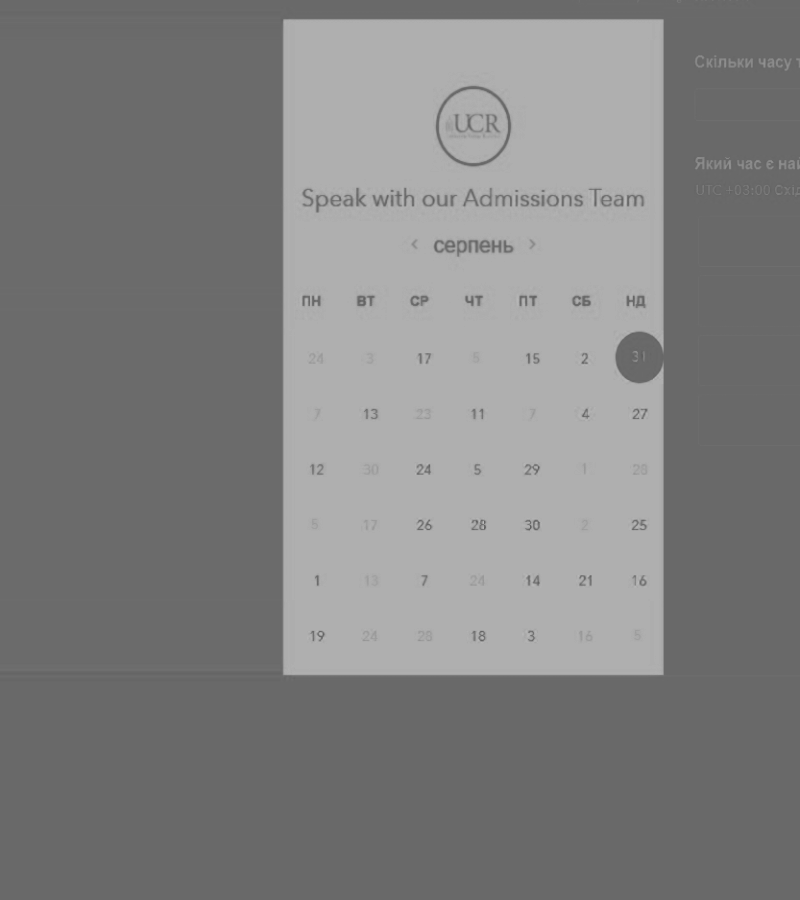 Скільки часу
UCR
Speak with our Admissions Team
Який час є
UTC +03:00
< серпень >
ПН ВТ СР ЧТ ПТ СБ НД
24 3 17 5 15 2 31
7 13 23 11 7 4 27
12 30 24 5 29 1 28
5 17 26 28 30 2 25
1 13 7 24 14 21 16
19 24 28 18 3 16 5